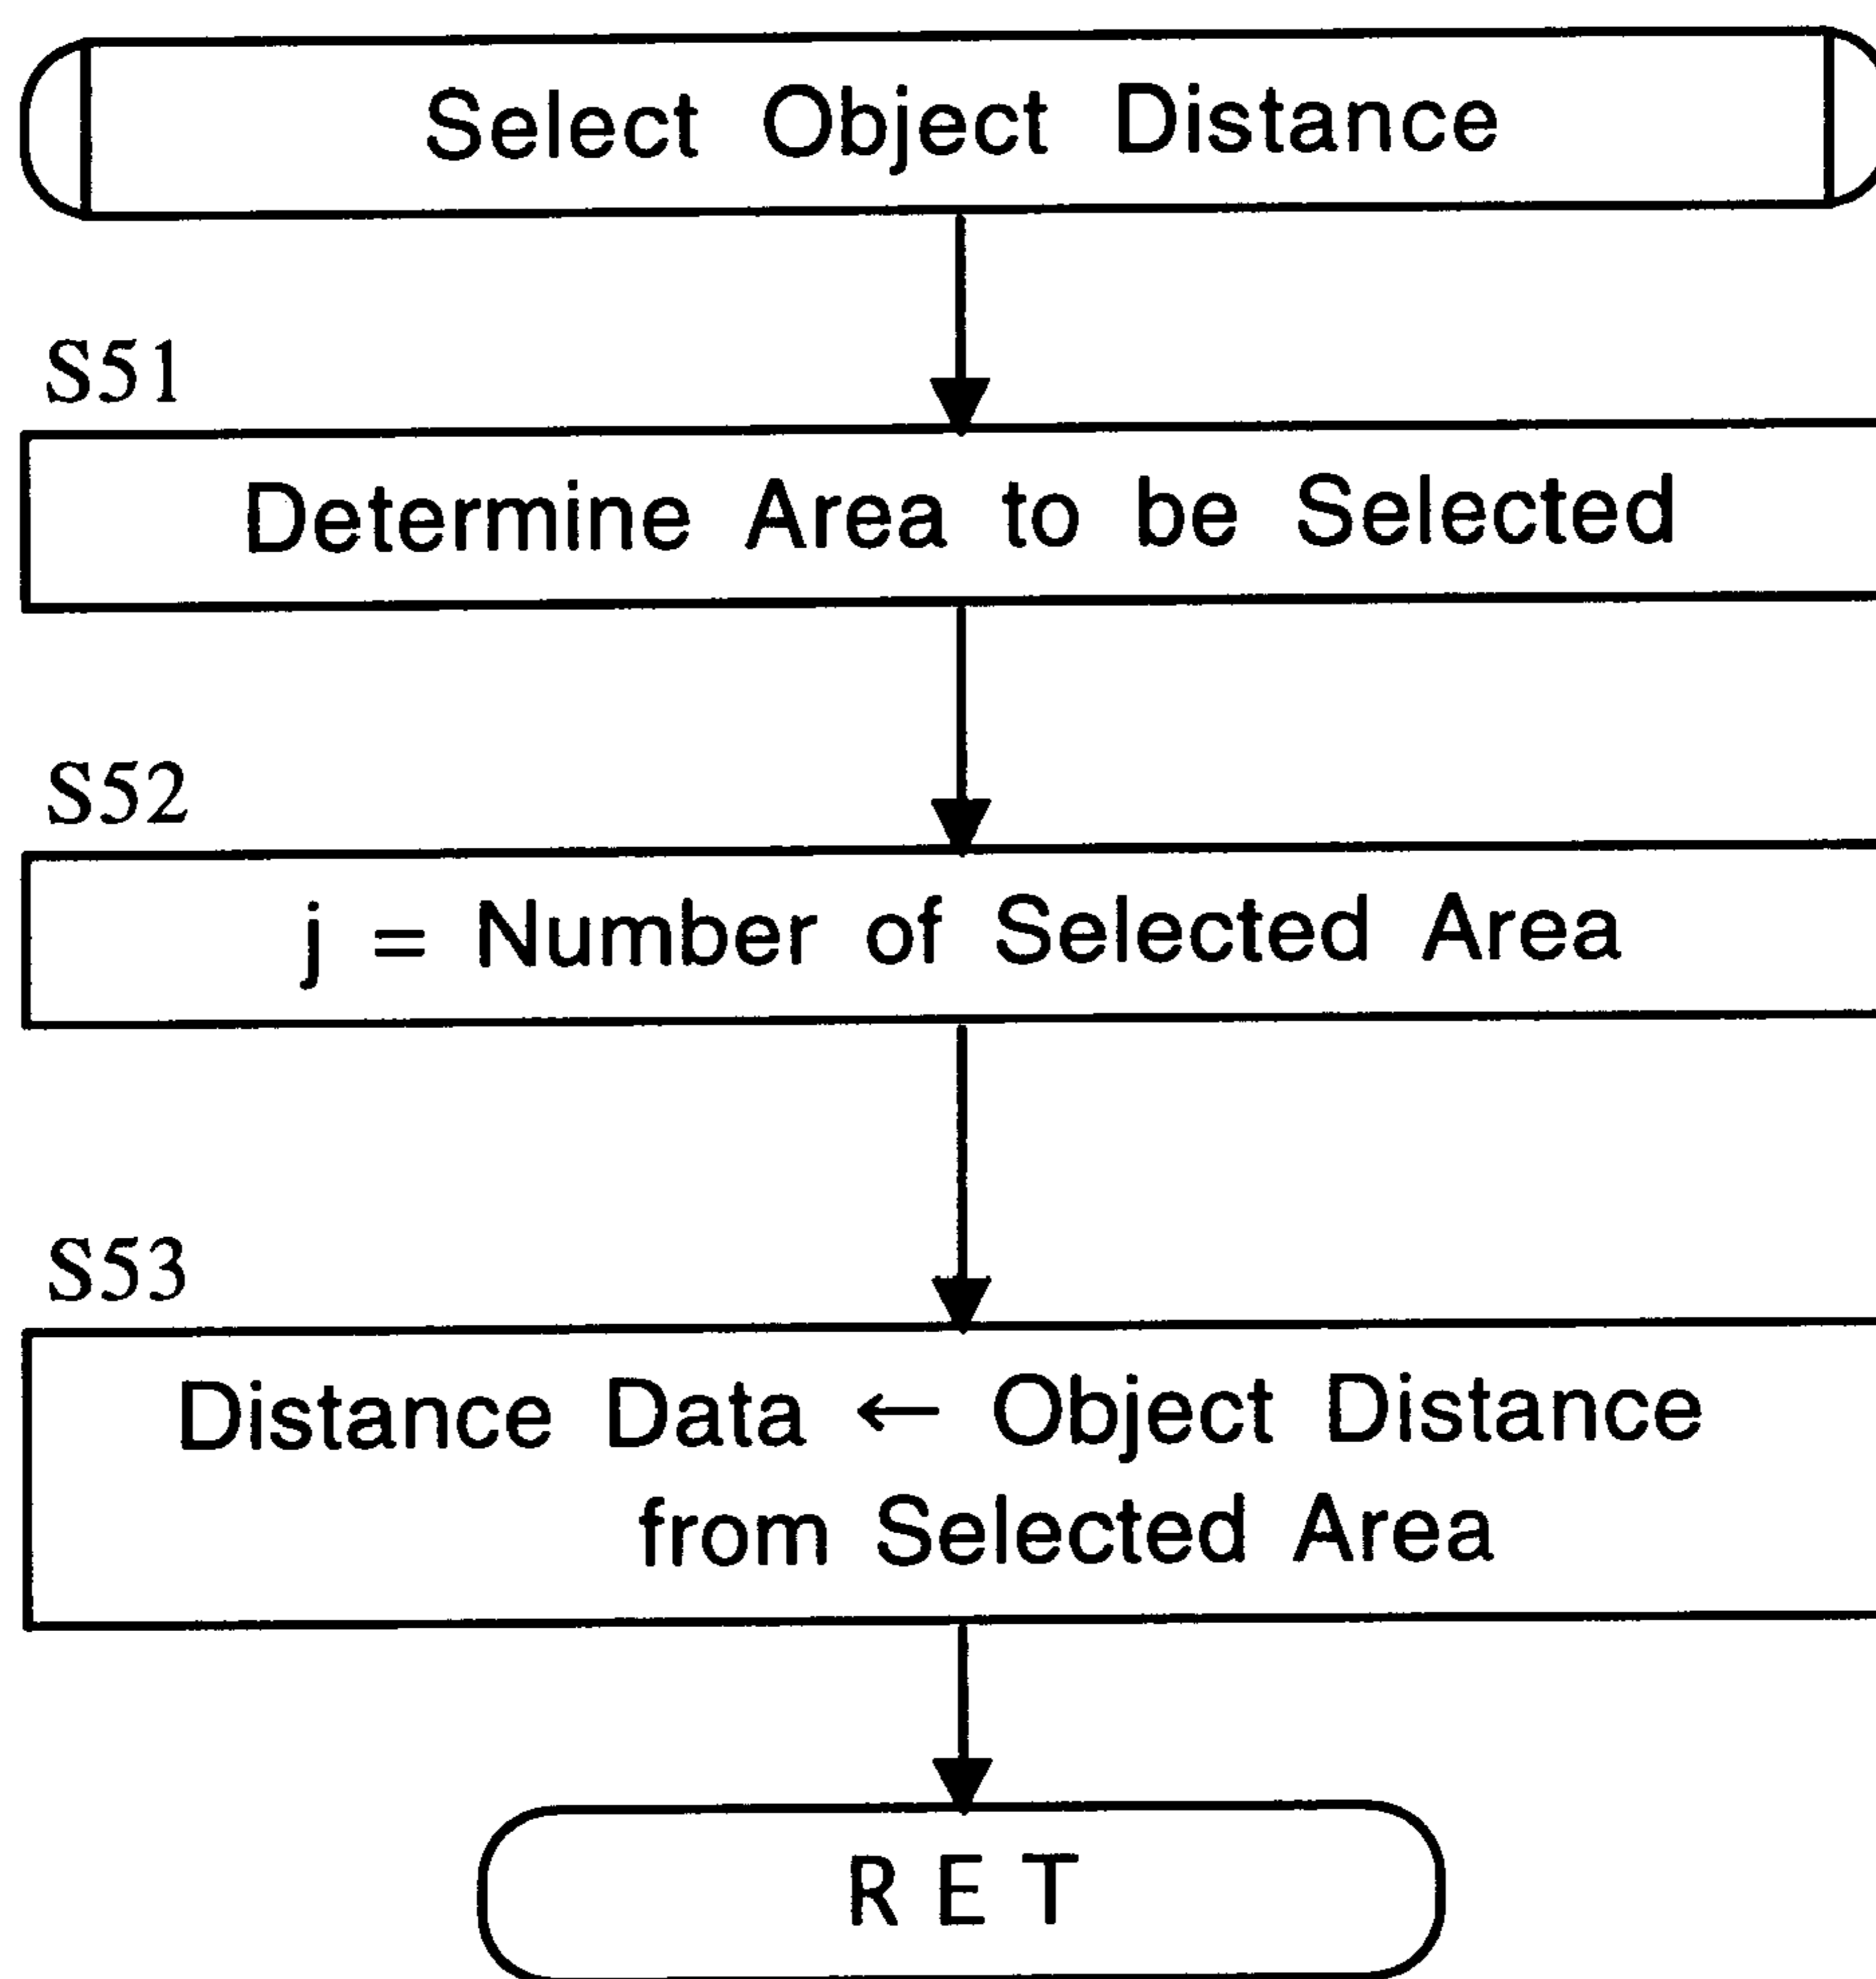 Select Object Distance
S51
Determine Area to be Selected
S52
j = Number of Selected Area
S53
Distance Data ← Object Distance
from Selected Area
RET